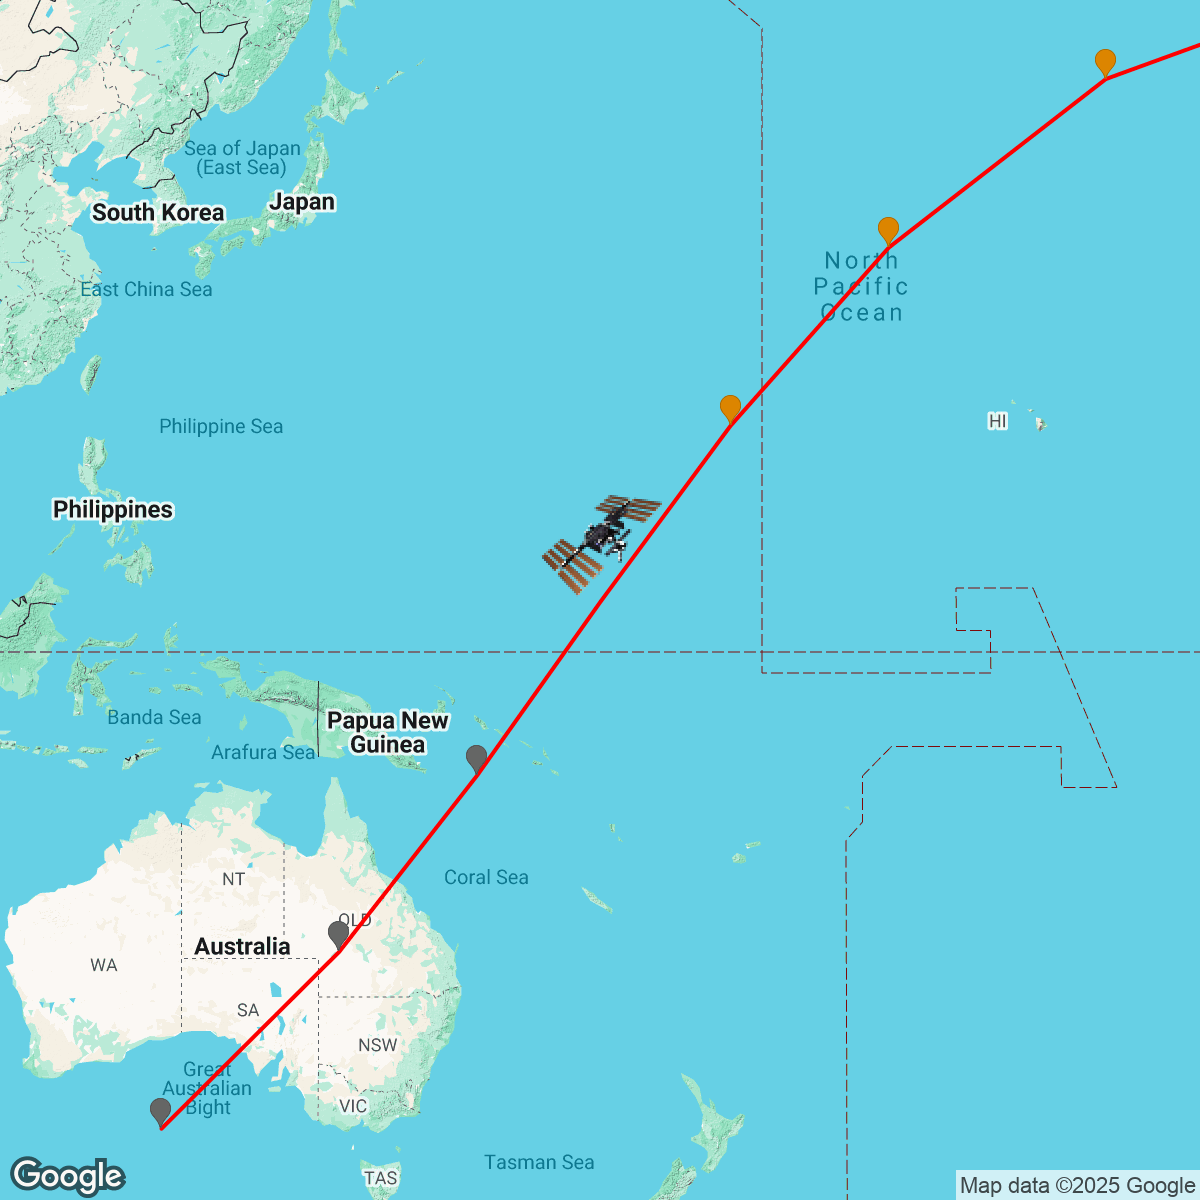 Sea of Japan
(East Sea)
South Korea
Japan
North
Pacific
Ocean
East China Sea
HI
Philippine Sea
Philippines
Banda Sea
Papua New
Guinea
Arafura Sea
NT
Coral Sea
QLD
Australia
WA
SA
NSW
Great
Australian
Bight
VIC
Tasman Sea
TAS
Google
Map data ©2025 Google